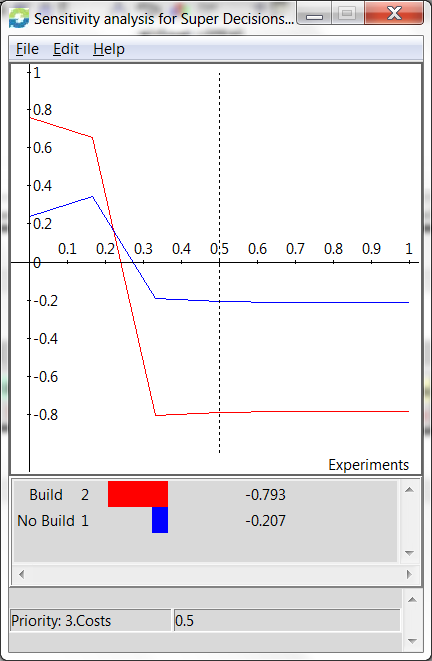 Sensitivity analysis for Super Decisions...
File Edit Help
1
0.8
0.6
0.4
0.2
0.1 0.2 0.3 0.4 0.5 0.6 0.7 0.8 0.9 1
0
-0.2
-0.4
-0.6
-0.8
Experiments
Build 2 -0.793
No Build 1 -0.207
Priority: 3.Costs 0.5